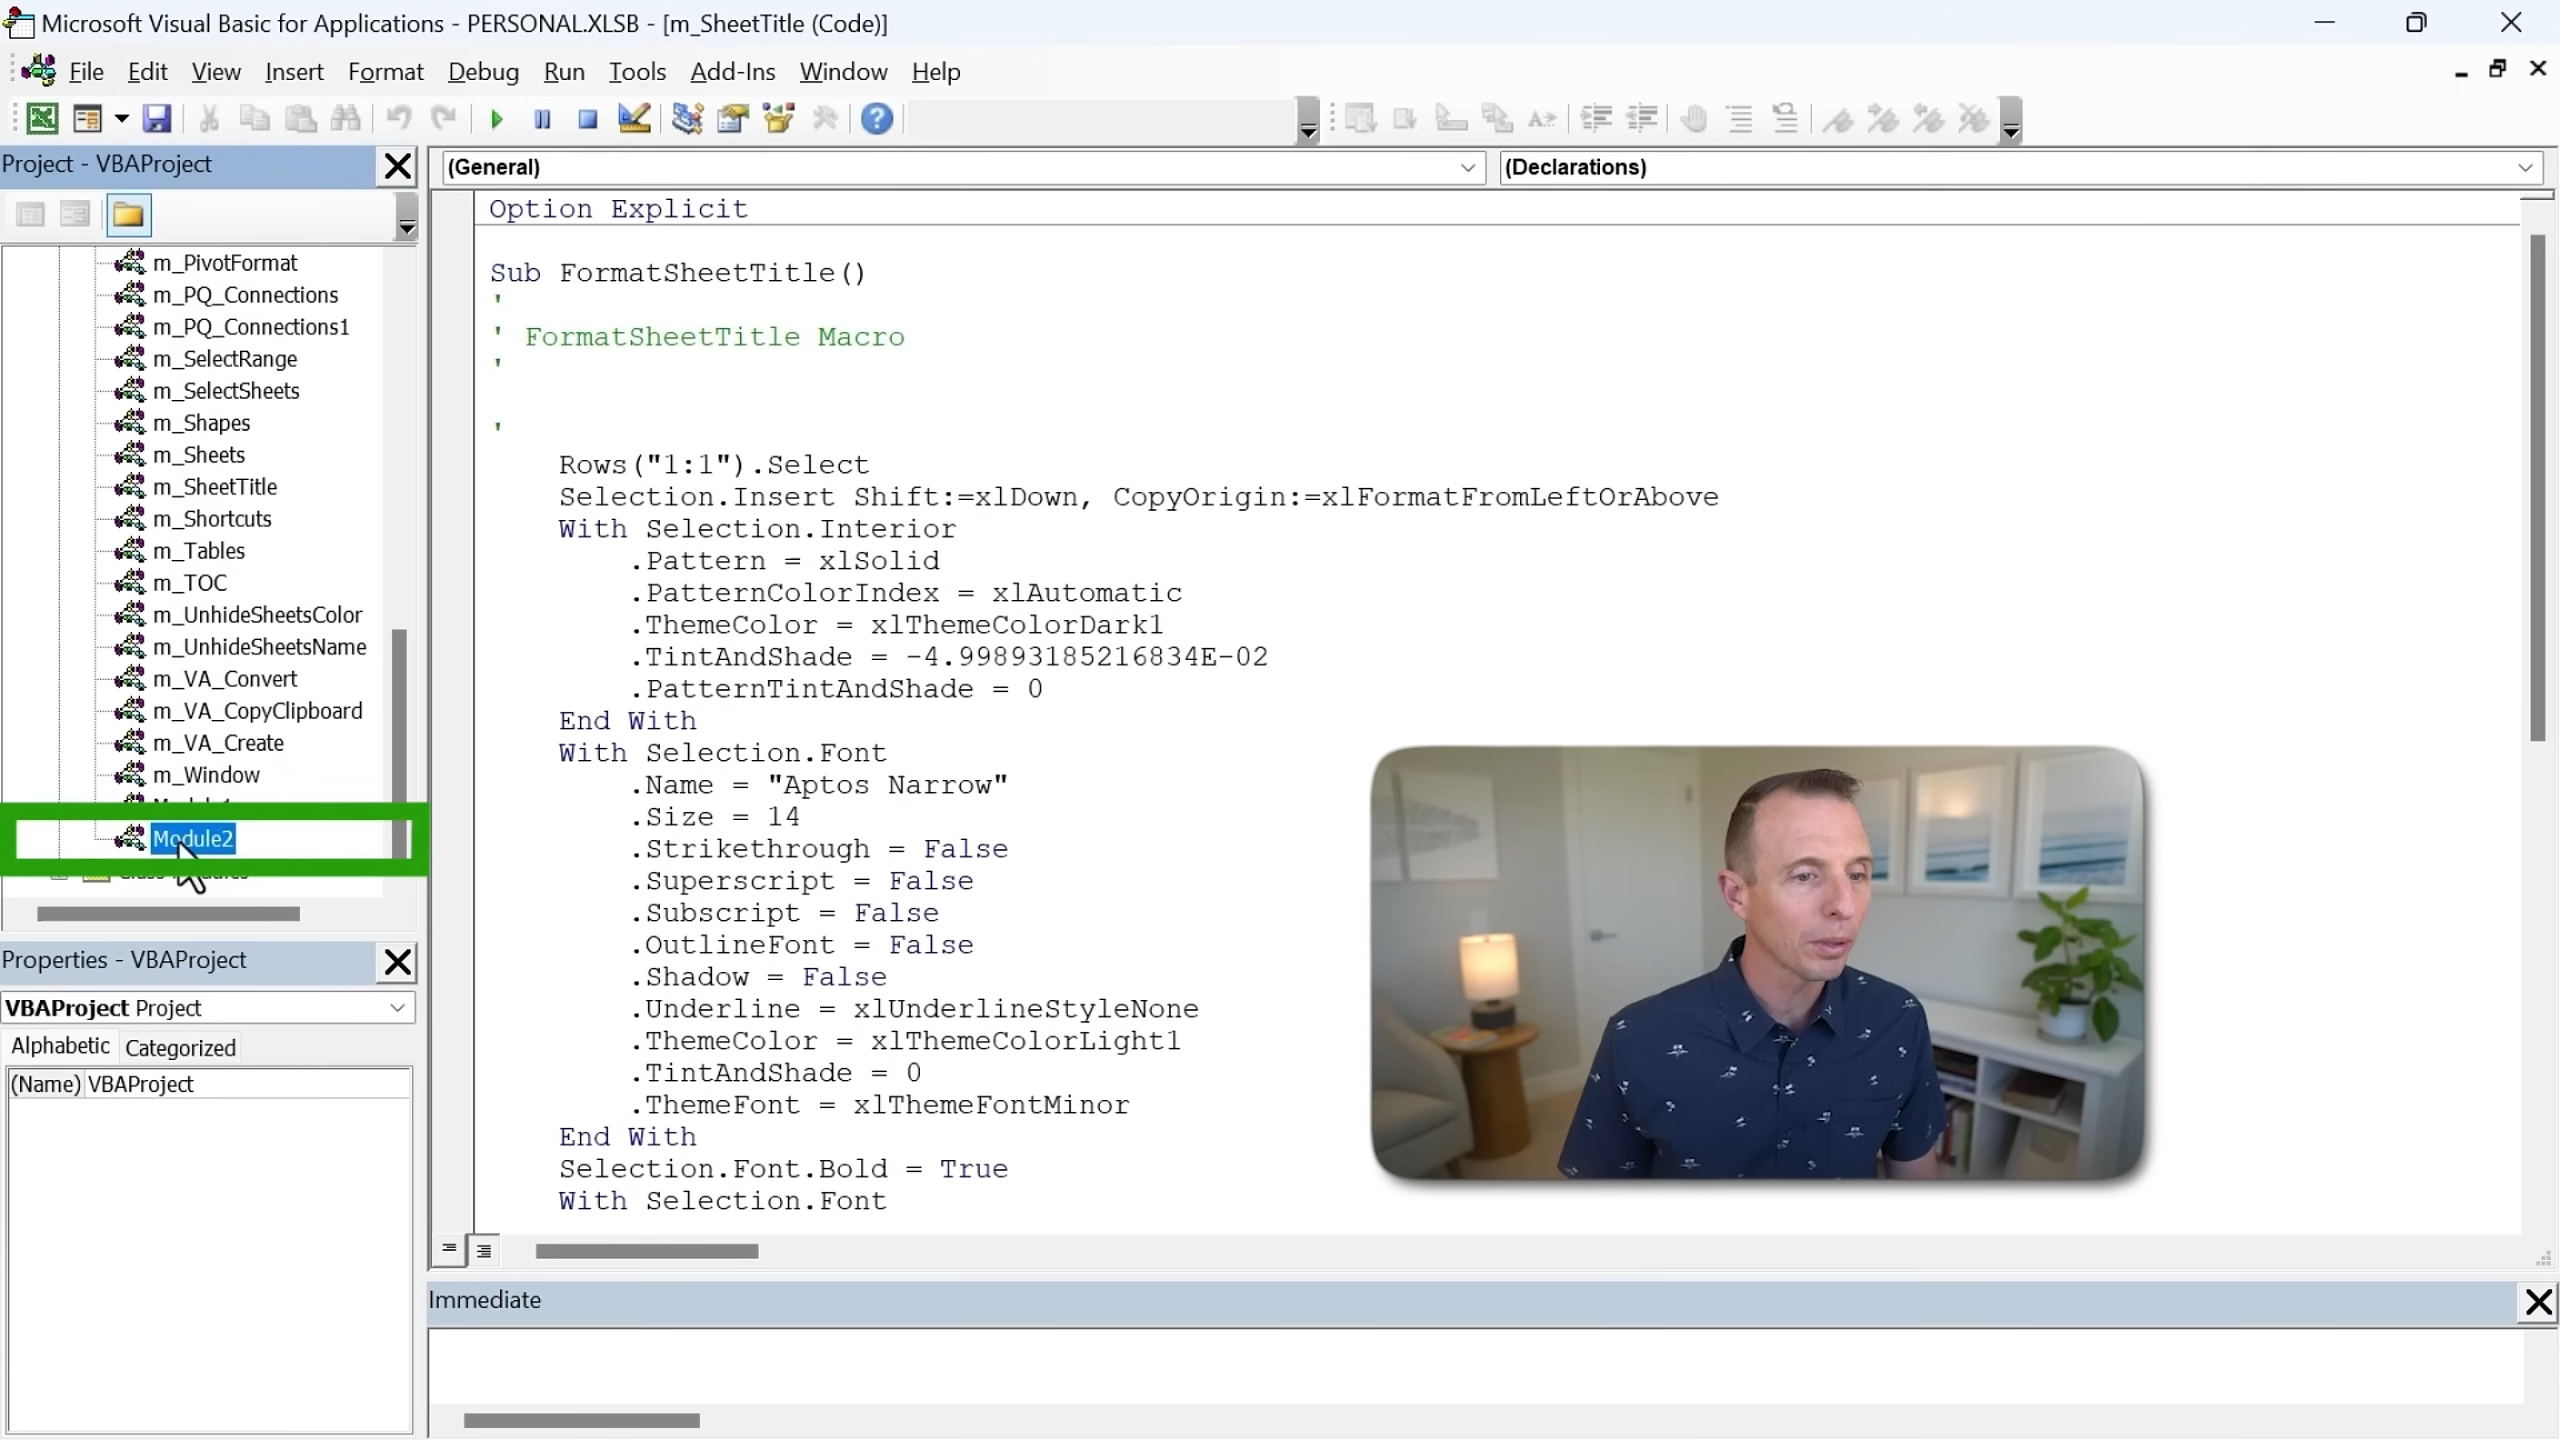 Microsoft Visual Basic for Applications - PERSONAL.XLSB - [m_SheetTitle (Code)]
File Edit View Insert Format Debug Run Tools Add-Ins Window Help
Project - VBAProject
(General)
(Declarations)
m_PivotFormat
m_PQ_Connections
m_PQ_Connections1
m_SelectRange
m_SelectSheets
m_Shapes
m_Sheets
m_SheetTitle
m_Shortcuts
m_Tables
m_TOC
m_UnhideSheetsColor
m_UnhideSheetsName
m_VA_Convert
m_VA_CopyClipboard
m_VA_Create
m_Window
Module2
Properties - VBAProject
VBAProject Project
Alphabetic Categorized
(Name) VBAProject
Option Explicit
Sub FormatSheetTitle()
'
' FormatSheetTitle Macro
'
'
Rows("1:1").Select
Selection.Insert Shift:=xlDown, CopyOrigin:=xlFormatFromLeftOrAbove
With Selection.Interior
.Pattern = xlSolid
.PatternColorIndex = xlAutomatic
.ThemeColor = xlThemeColorDark1
.TintAndShade = -4.99893185216834E-02
.PatternTintAndShade = 0
End With
With Selection.Font
.Name = "Aptos Narrow"
.Size = 14
.Strikethrough = False
.Superscript = False
.Subscript = False
.OutlineFont = False
.Shadow = False
.Underline = xlUnderlineStyleNone
.ThemeColor = xlThemeColorLight1
.TintAndShade = 0
.ThemeFont = xlThemeFontMinor
End With
Selection.Font.Bold = True
With Selection.Font
Immediate